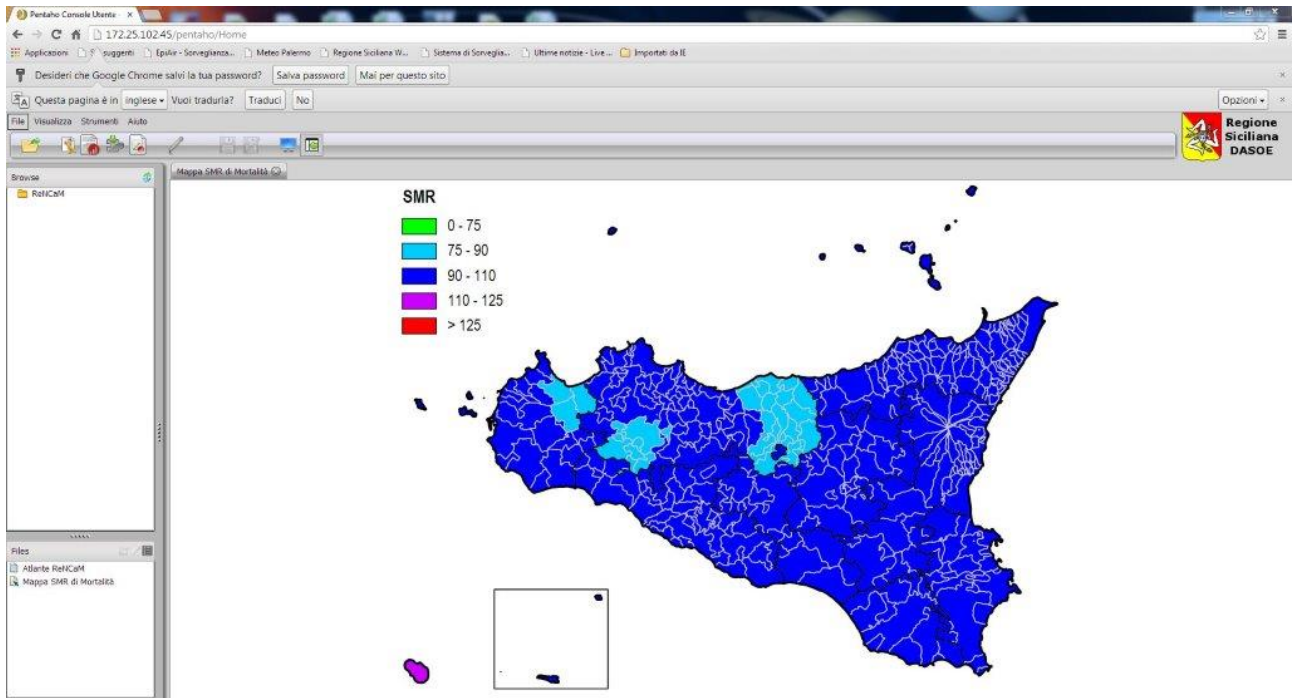 Pentaho Console Utente
172.25.102.45/pentaho/Home
Applicazioni suggeriti EpiAir - Sorveglianza... Meteo Palermo Regione Siciliana W... Sistema di Sorveglia... Ultime notizie - Live ... Importati da IE
Desideri che Google Chrome salvi la tua password? Salva password Mai per questo sito
Questa pagina è in inglese Vuoi tradurla? Traduci No Opzioni
File Visualizza Strumenti Aiuto
Regione
Siciliana
DASOE
Browse
Mappa SMR di Mortalità
ReNCaM
SMR
0 - 75
75 - 90
90 - 110
110 - 125
> 125
Files
Atlante ReNCaM
Mappa SMR di Mortalità